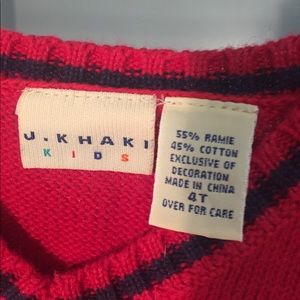 J.KHAKI
KIDS
55% RAMIE
45% COTTON
EXCLUSIVE OF
DECORATION
MADE IN CHINA
4T
OVER FOR CARE